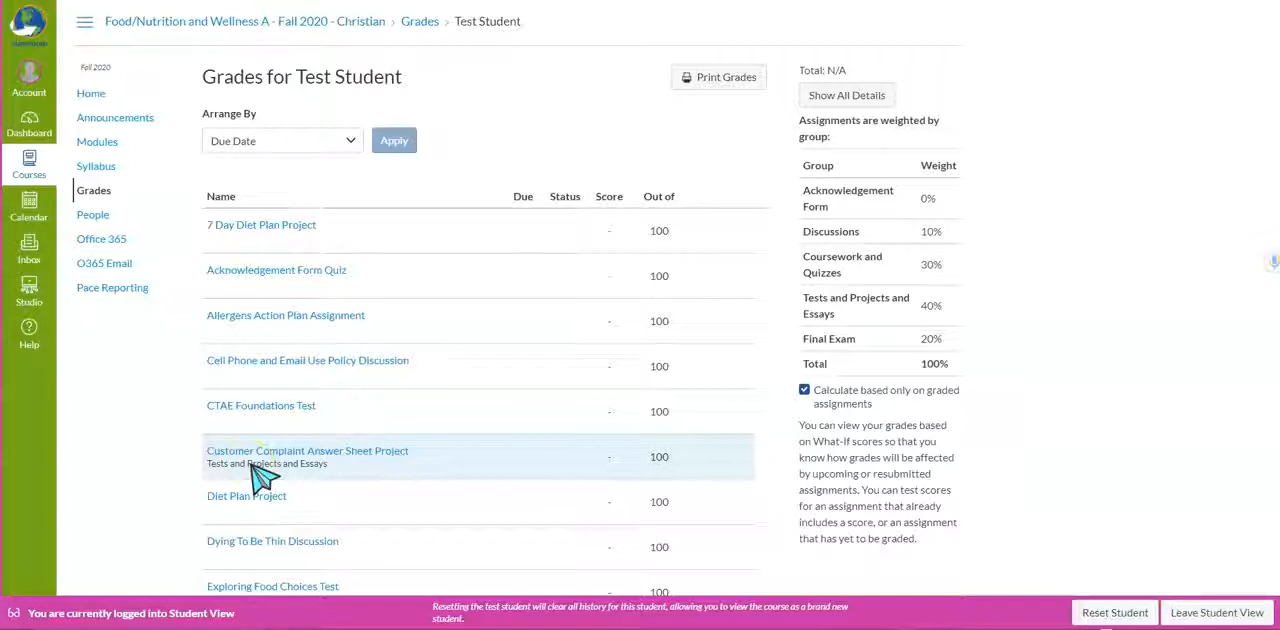 Food/Nutrition and Wellness A - Fall 2020 - Christian › Grades › Test Student
Account
Dashboard
Courses
Calendar
Inbox
Studio
Help
Fall 2020
Home
Announcements
Modules
Syllabus
Grades
People
Office 365
O365 Email
Pace Reporting
Grades for Test Student
Print Grades
Arrange By
Due Date
Apply
Name Due Status Score Out of
7 Day Diet Plan Project - 100
Acknowledgement Form Quiz - 100
Allergens Action Plan Assignment - 100
Cell Phone and Email Use Policy Discussion - 100
CTAE Foundations Test - 100
Customer Complaint Answer Sheet Project - 100
Tests and Projects and Essays
Diet Plan Project - 100
Dying To Be Thin Discussion - 100
Exploring Food Choices Test 100
Total: N/A
Show All Details
Assignments are weighted by
group:
Group Weight
Acknowledgement
Form 0%
Discussions 10%
Coursework and
Quizzes 30%
Tests and Projects and
Essays 40%
Final Exam 20%
Total 100%
Calculate based only on graded
assignments
You can view your grades based
on What-If scores so that you
know how grades will be affected
by upcoming or resubmitted
assignments. You can test scores
for an assignment that already
includes a score, or an assignment
that has yet to be graded.
You are currently logged into Student View
Resetting the test student will clear all history for this student, allowing you to view the course as a brand new
student.
Reset Student
Leave Student View